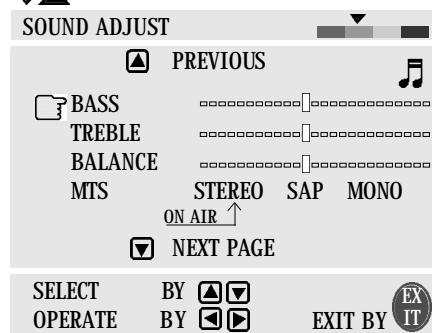 SOUND ADJUST
PREVIOUS
BASS
TREBLE
BALANCE
MTS STEREO SAP MONO
ON AIR
NEXT PAGE
SELECT BY
OPERATE BY EXIT BY EXIT